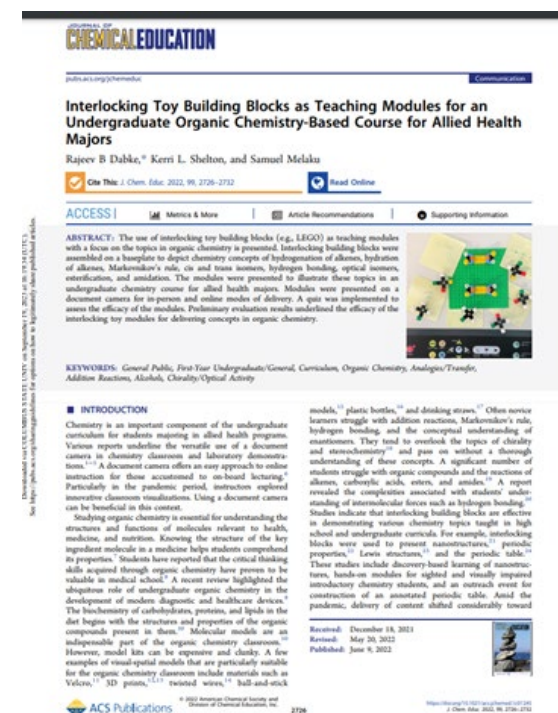 JOURNAL OF
CHEMICAL EDUCATION
pubs.acs.org/jchemeduc
Communication
Interlocking Toy Building Blocks as Teaching Modules for an
Undergraduate Organic Chemistry-Based Course for Allied Health
Majors
Rajeev B Dabke,* Kerri L. Shelton, and Samuel Melaku
Cite This: J. Chem. Educ. 2022, 99, 2726–2732
Read Online
ACCESS
Metrics & More
Article Recommendations
Supporting Information
ABSTRACT: The use of interlocking toy building blocks (e.g., LEGO) as teaching modules
with a focus on the topics in organic chemistry is presented. Interlocking building blocks were
assembled on a baseplate to depict chemistry concepts of hydrogenation of alkenes, hydration
of alkenes, Markovnikov's rule, cis and trans isomers, hydrogen bonding, optical isomers,
esterification, and amidation. The modules were presented to illustrate these topics in an
undergraduate chemistry course for allied health majors. Modules were presented on a
document camera for in-person and online modes of delivery. A quiz was implemented to
assess the efficacy of the modules. Preliminary evaluation results underlined the efficacy of the
interlocking toy modules for delivering concepts in organic chemistry.
KEYWORDS: General Public, First-Year Undergraduate/General, Curriculum, Organic Chemistry, Analogies/Transfer,
Addition Reactions, Alcohols, Chirality/Optical Activity
INTRODUCTION
Chemistry is an important component of the undergraduate
curriculum for students majoring in allied health programs.
Various reports underline the versatile use of a document
camera in chemistry classroom and laboratory demonstra-
tions. A document camera offers an easy approach to online
instruction for those accustomed to on-board lecturing.
Particularly in the pandemic period, instructors explored
innovative classroom visualizations. Using a document camera
can be beneficial in this context.
Studying organic chemistry is essential for understanding the
structures and functions of molecules relevant to health,
medicine, and nutrition. Knowing the structure of the key
ingredient molecule in a medicine helps students comprehend
its properties. Students have reported that the critical thinking
skills acquired through organic chemistry have proven to be
valuable in medical school. A recent review highlighted the
ubiquitous role of undergraduate organic chemistry in the
development of modern diagnostic and healthcare devices.
The biochemistry of carbohydrates, proteins, and lipids in the
diet begins with the structures and properties of the organic
compounds present in them. Molecular models are an
indispensable part of the organic chemistry classroom.
However, model kits can be expensive and clunky. A few
examples of visual-spatial models that are particularly suitable
for the organic chemistry classroom include materials such as
Velcro, 3D prints, twisted wires, ball-and-stick
models, plastic bottles, and drinking straws. Often novice
learners struggle with addition reactions, Markovnikov's rule,
hydrogen bonding, and the conceptual understanding of
enantiomers. They tend to overlook the topics of chirality
and stereochemistry and pass on without a thorough
understanding of these concepts. A significant number of
students struggle with organic compounds and the reactions of
alkenes, carboxylic acids, esters, and amides. A report
revealed the complexities associated with students' under-
standing of intermolecular forces such as hydrogen bonding.
Studies indicate that interlocking building blocks are effective
in demonstrating various chemistry topics taught in high
school and undergraduate curricula. For example, interlocking
blocks were used to present nanostructures, periodic
properties, Lewis structures, and the periodic table.
These studies include discovery-based learning of nanostruc-
tures, hands-on modules for sighted and visually impaired
introductory chemistry students, and an outreach event for
construction of an annotated periodic table. Amid the
pandemic, delivery of content shifted considerably toward
Received: December 18, 2021
Revised: May 20, 2022
Published: June 9, 2022
ACS Publications
© 2022 American Chemical Society and
Division of Chemical Education, Inc.
2726
J. Chem. Educ. 2022, 99, 2726–2732
Downloaded via COLUMBUS STATE UNIV on September 19, 2023 at
See https://pubs.acs.org/sharingguidelines for options on how to legitimately share published articles.